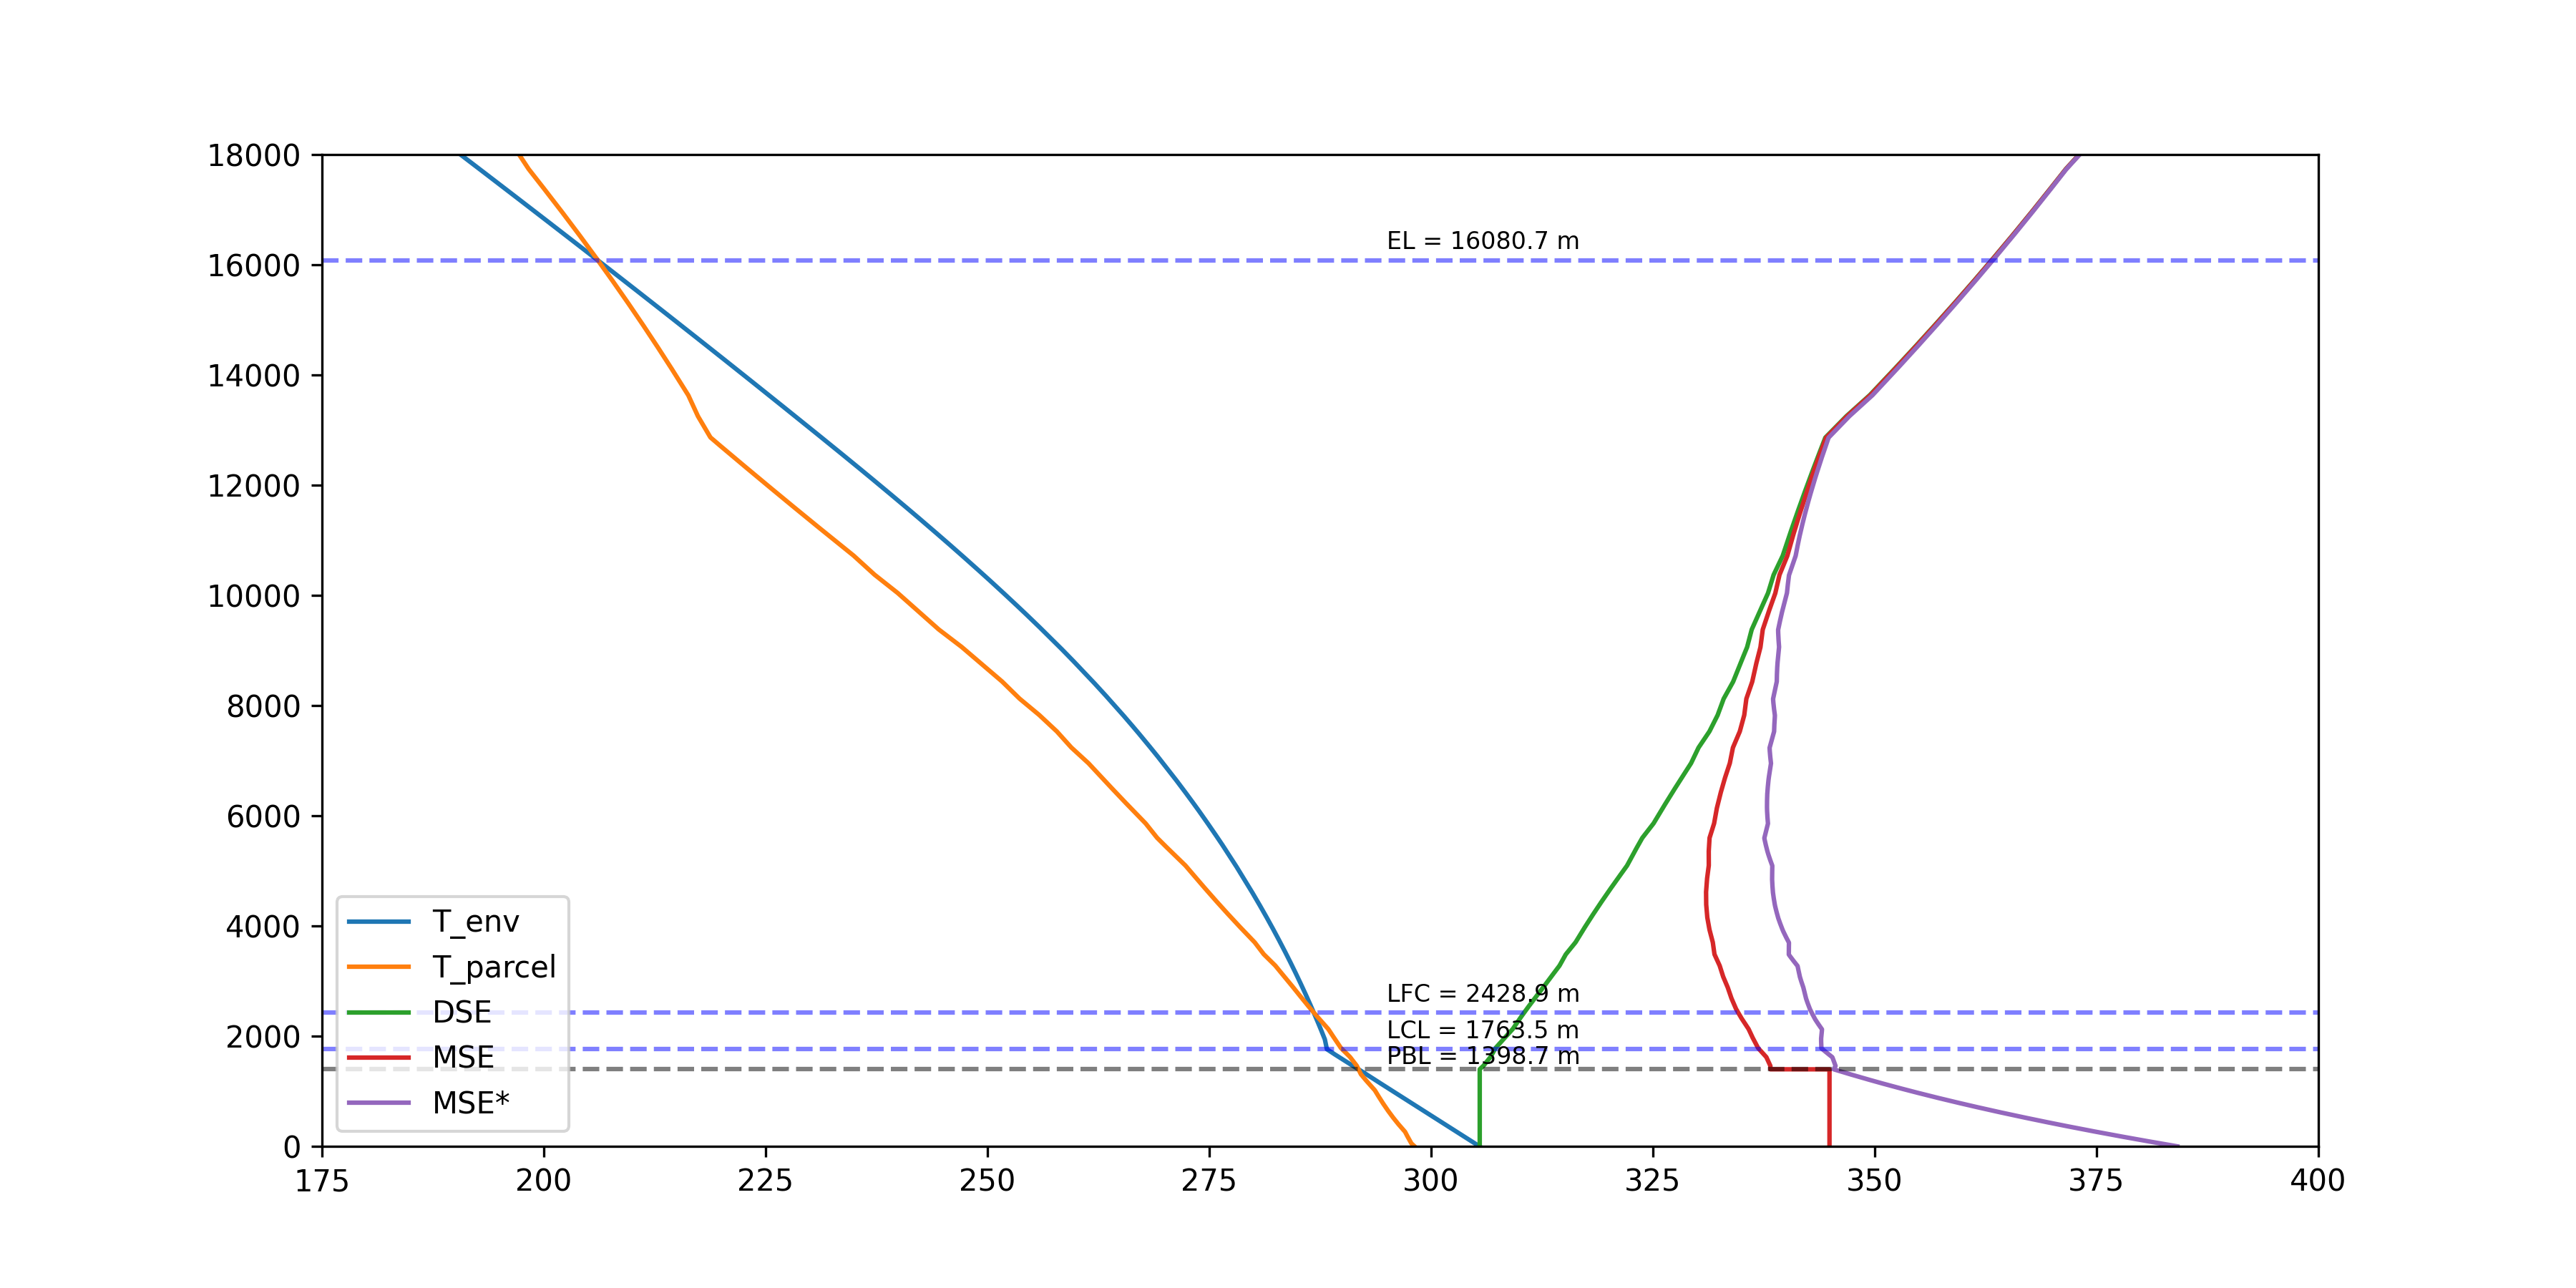 18000
16000
14000
12000
10000
8000
6000
4000
2000
0
EL = 16080.7 m
LFC = 2428.9 m
LCL = 1763.5 m
PBL = 1398.7 m
T_env
T_parcel
DSE
MSE
MSE*
175 200 225 250 275 300 325 350 375 400